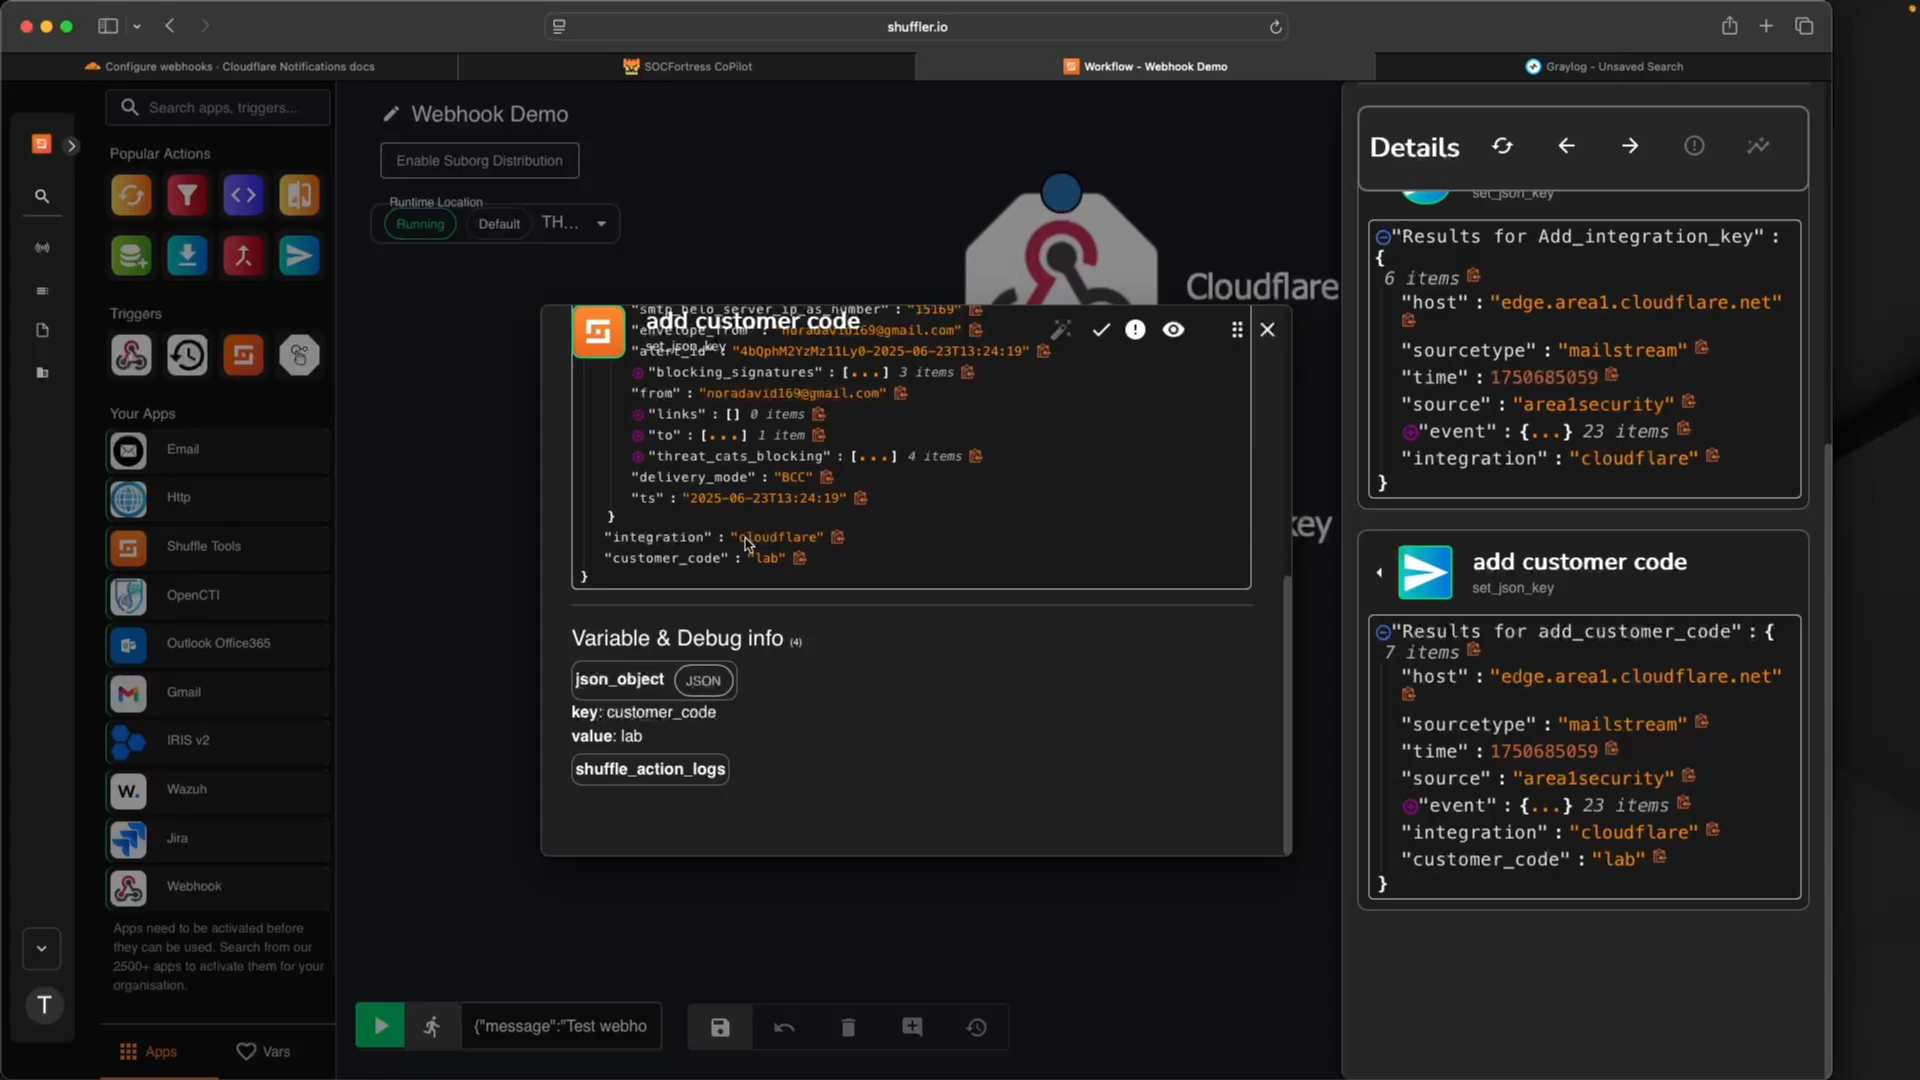 shuffler.io
Configure webhooks · Cloudflare Notifications docs
SOCFortress CoPilot
Workflow - Webhook Demo
Graylog - Unsaved Search
Search apps, triggers...
Popular Actions
Triggers
Your Apps
Email
Http
Shuffle Tools
OpenCTI
Outlook Office365
Gmail
IRIS v2
W.
Wazuh
Jira
Webhook
Apps need to be activated before
they can be used. Search from our
2500+ apps to activate them for your
organisation.
T
Apps
Vars
Webhook Demo
Enable Suborg Distribution
Runtime Location
Running
Default
TH...
Cloudflare
key
"smtp_helo_server_ip_as_number" : "15169"
add customer code
set_json_key
"envelope_from" : "noradavid169@gmail.com"
"alert_id" : "4bQphM2YzMz11Ly0-2025-06-23T13:24:19"
"blocking_signatures" : [...] 3 items
"from" : "noradavid169@gmail.com"
"links" : [] 0 items
"to" : [...] 1 item
"threat_cats_blocking" : [...] 4 items
"delivery_mode" : "BCC"
"ts" : "2025-06-23T13:24:19"
}
"integration" : "cloudflare"
"customer_code" : "lab"
}
Variable & Debug info (4)
json_object JSON
key: customer_code
value: lab
shuffle_action_logs
{"message":"Test webho
Details
set_json_key
"Results for Add_integration_key" :
{
6 items
"host" : "edge.area1.cloudflare.net"
"sourcetype" : "mailstream"
"time" : 1750685059
"source" : "area1security"
"event" : {...} 23 items
"integration" : "cloudflare"
}
add customer code
set_json_key
"Results for add_customer_code" : {
7 items
"host" : "edge.area1.cloudflare.net"
"sourcetype" : "mailstream"
"time" : 1750685059
"source" : "area1security"
"event" : {...} 23 items
"integration" : "cloudflare"
"customer_code" : "lab"
}